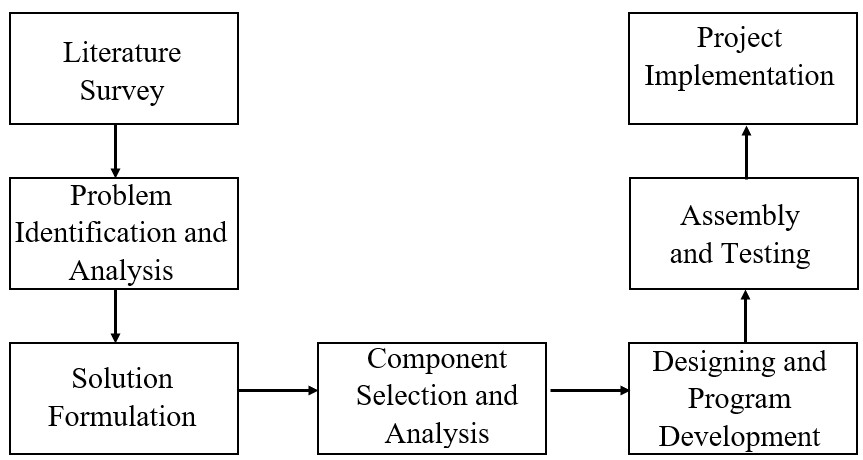 Literature
Survey
Problem
Identification and
Analysis
Solution
Formulation
Component
Selection and
Analysis
Designing and
Program
Development
Assembly
and Testing
Project
Implementation